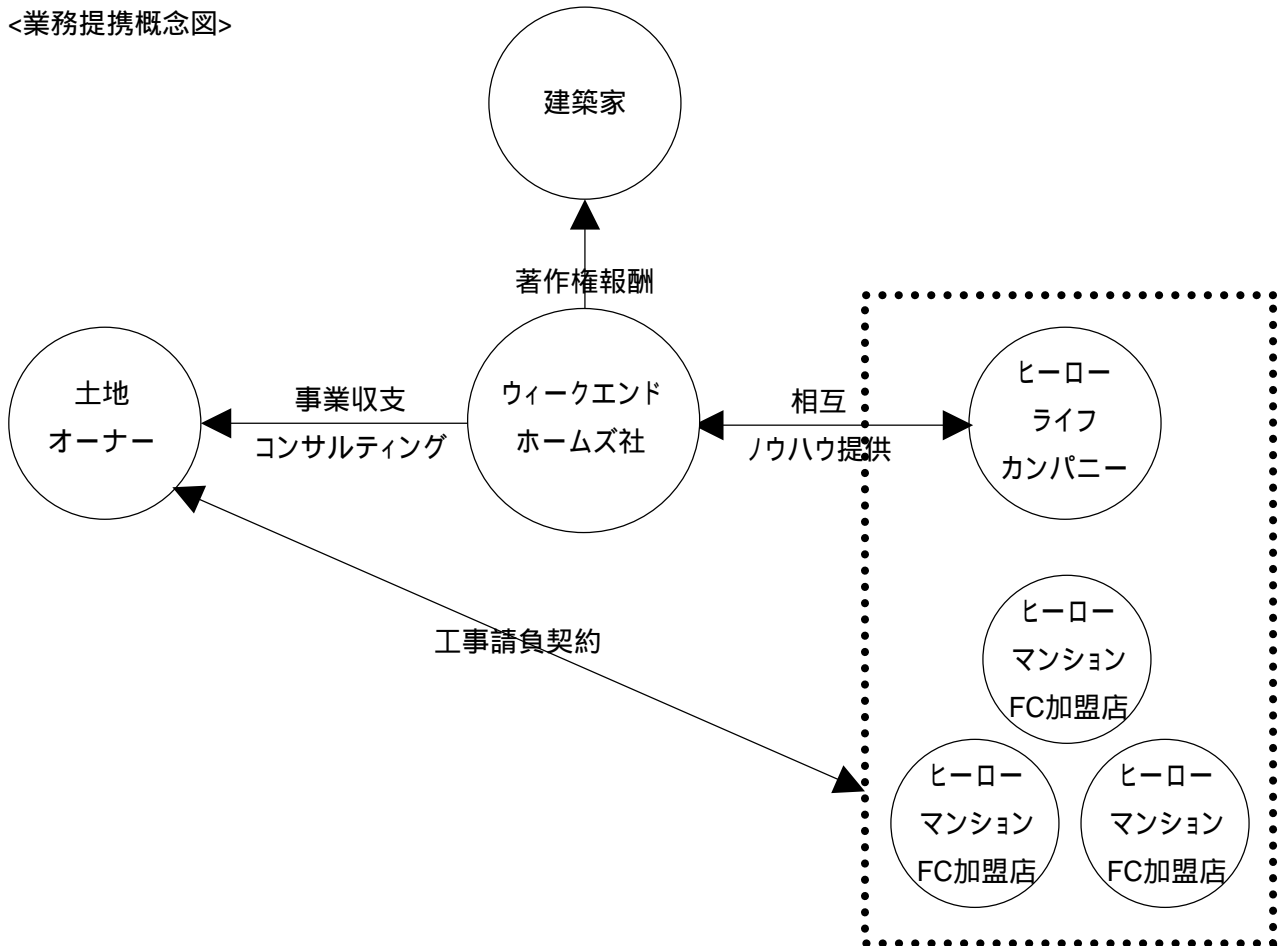 <業務提携概念図>
建築家
著作権報酬
土地
オーナー
事業収支
コンサルティング
ウィークエンド
ホームズ社
相互
ノウハウ提供
ヒーロー
ライフ
カンパニー
工事請負契約
ヒーロー
マンション
FC加盟店
ヒーロー
マンション
FC加盟店
ヒーロー
マンション
FC加盟店